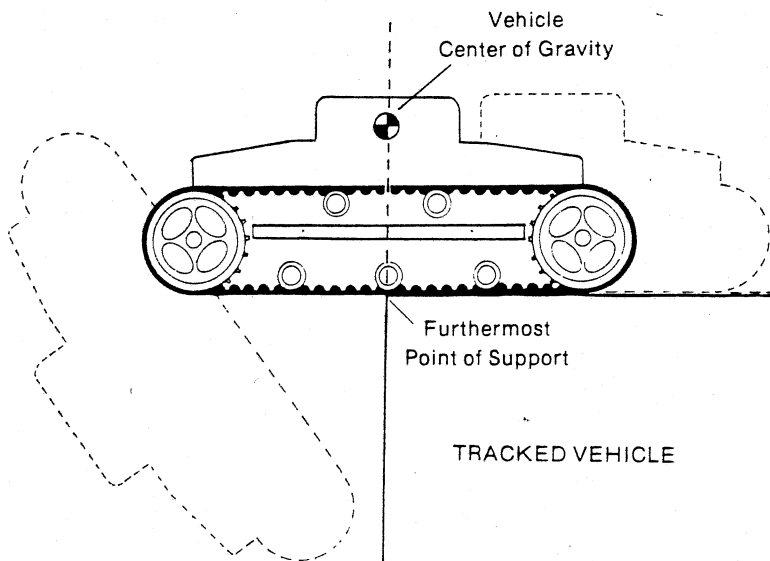 Vehicle
Center of Gravity
Furthermost
Point of Support
TRACKED VEHICLE